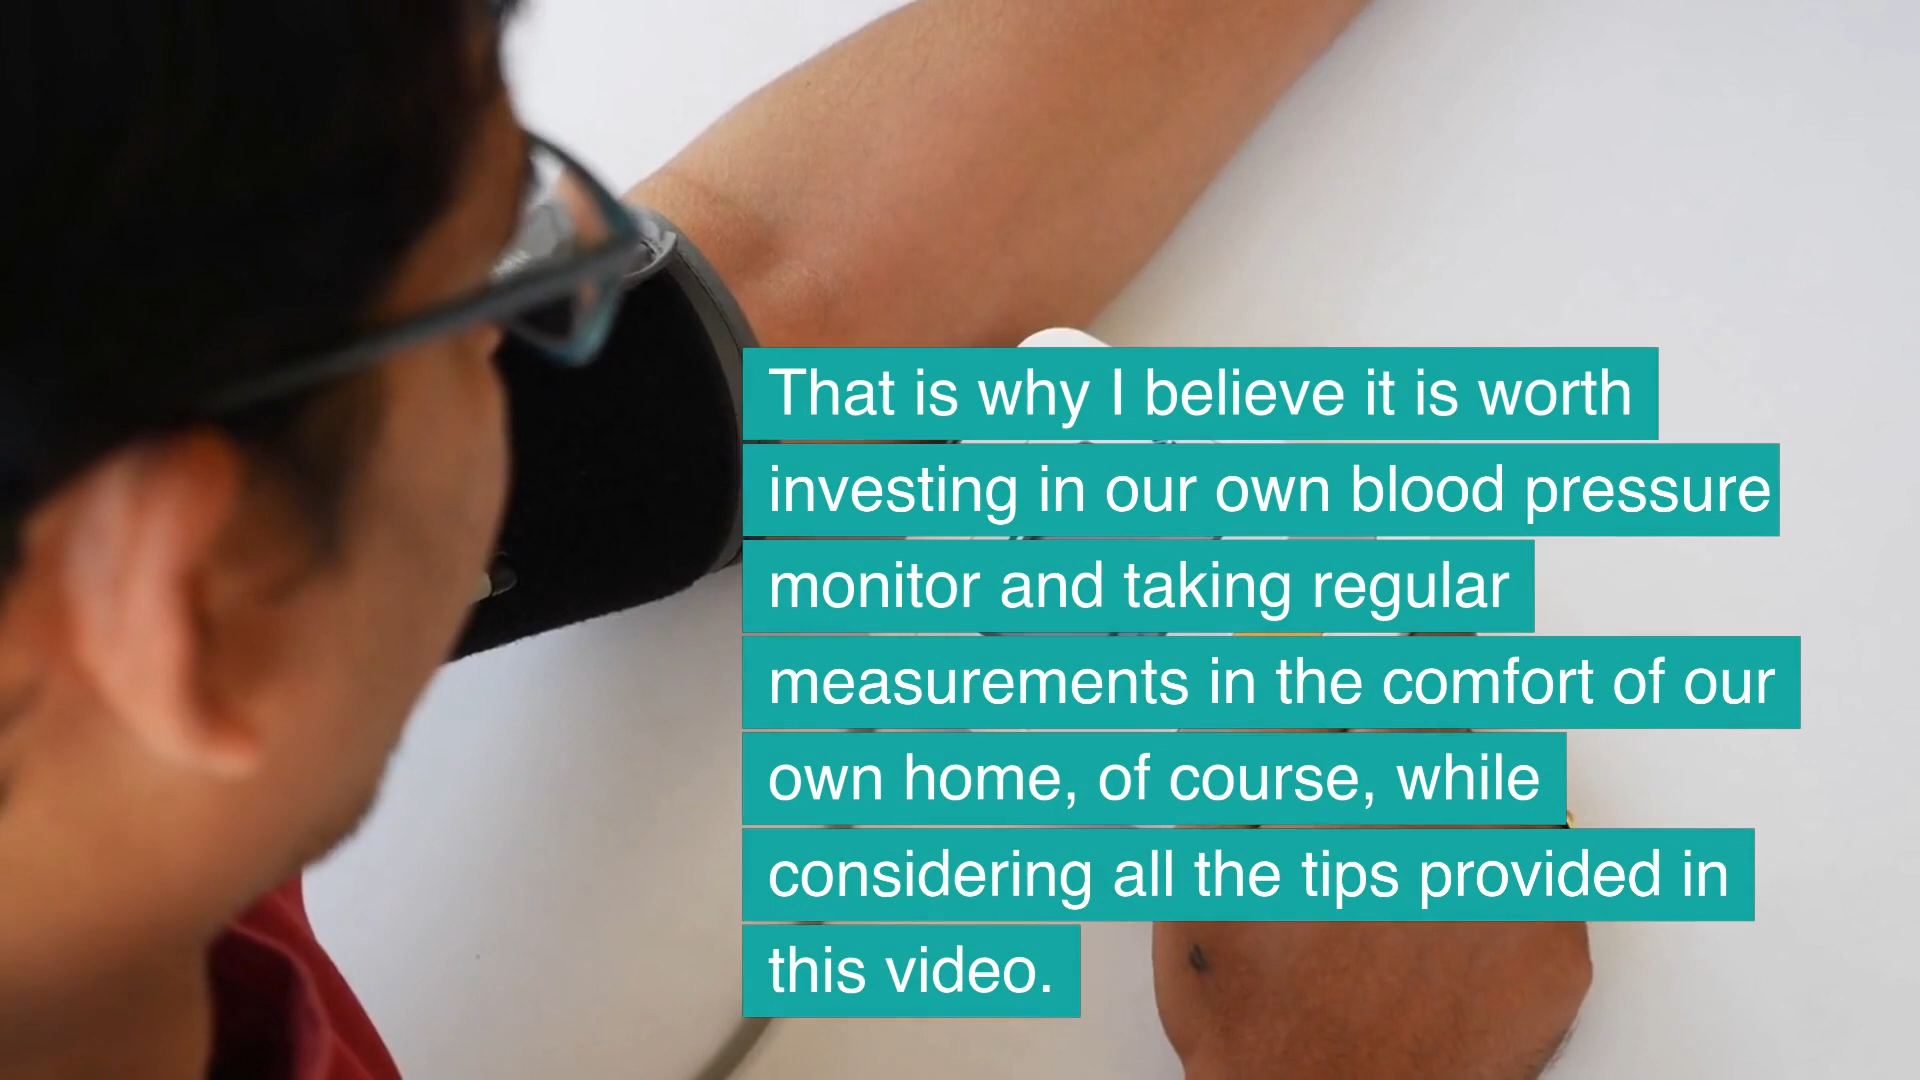 That is why I believe it is worth
investing in our own blood pressure
monitor and taking regular
measurements in the comfort of our
own home, of course, while
considering all the tips provided in
this video.